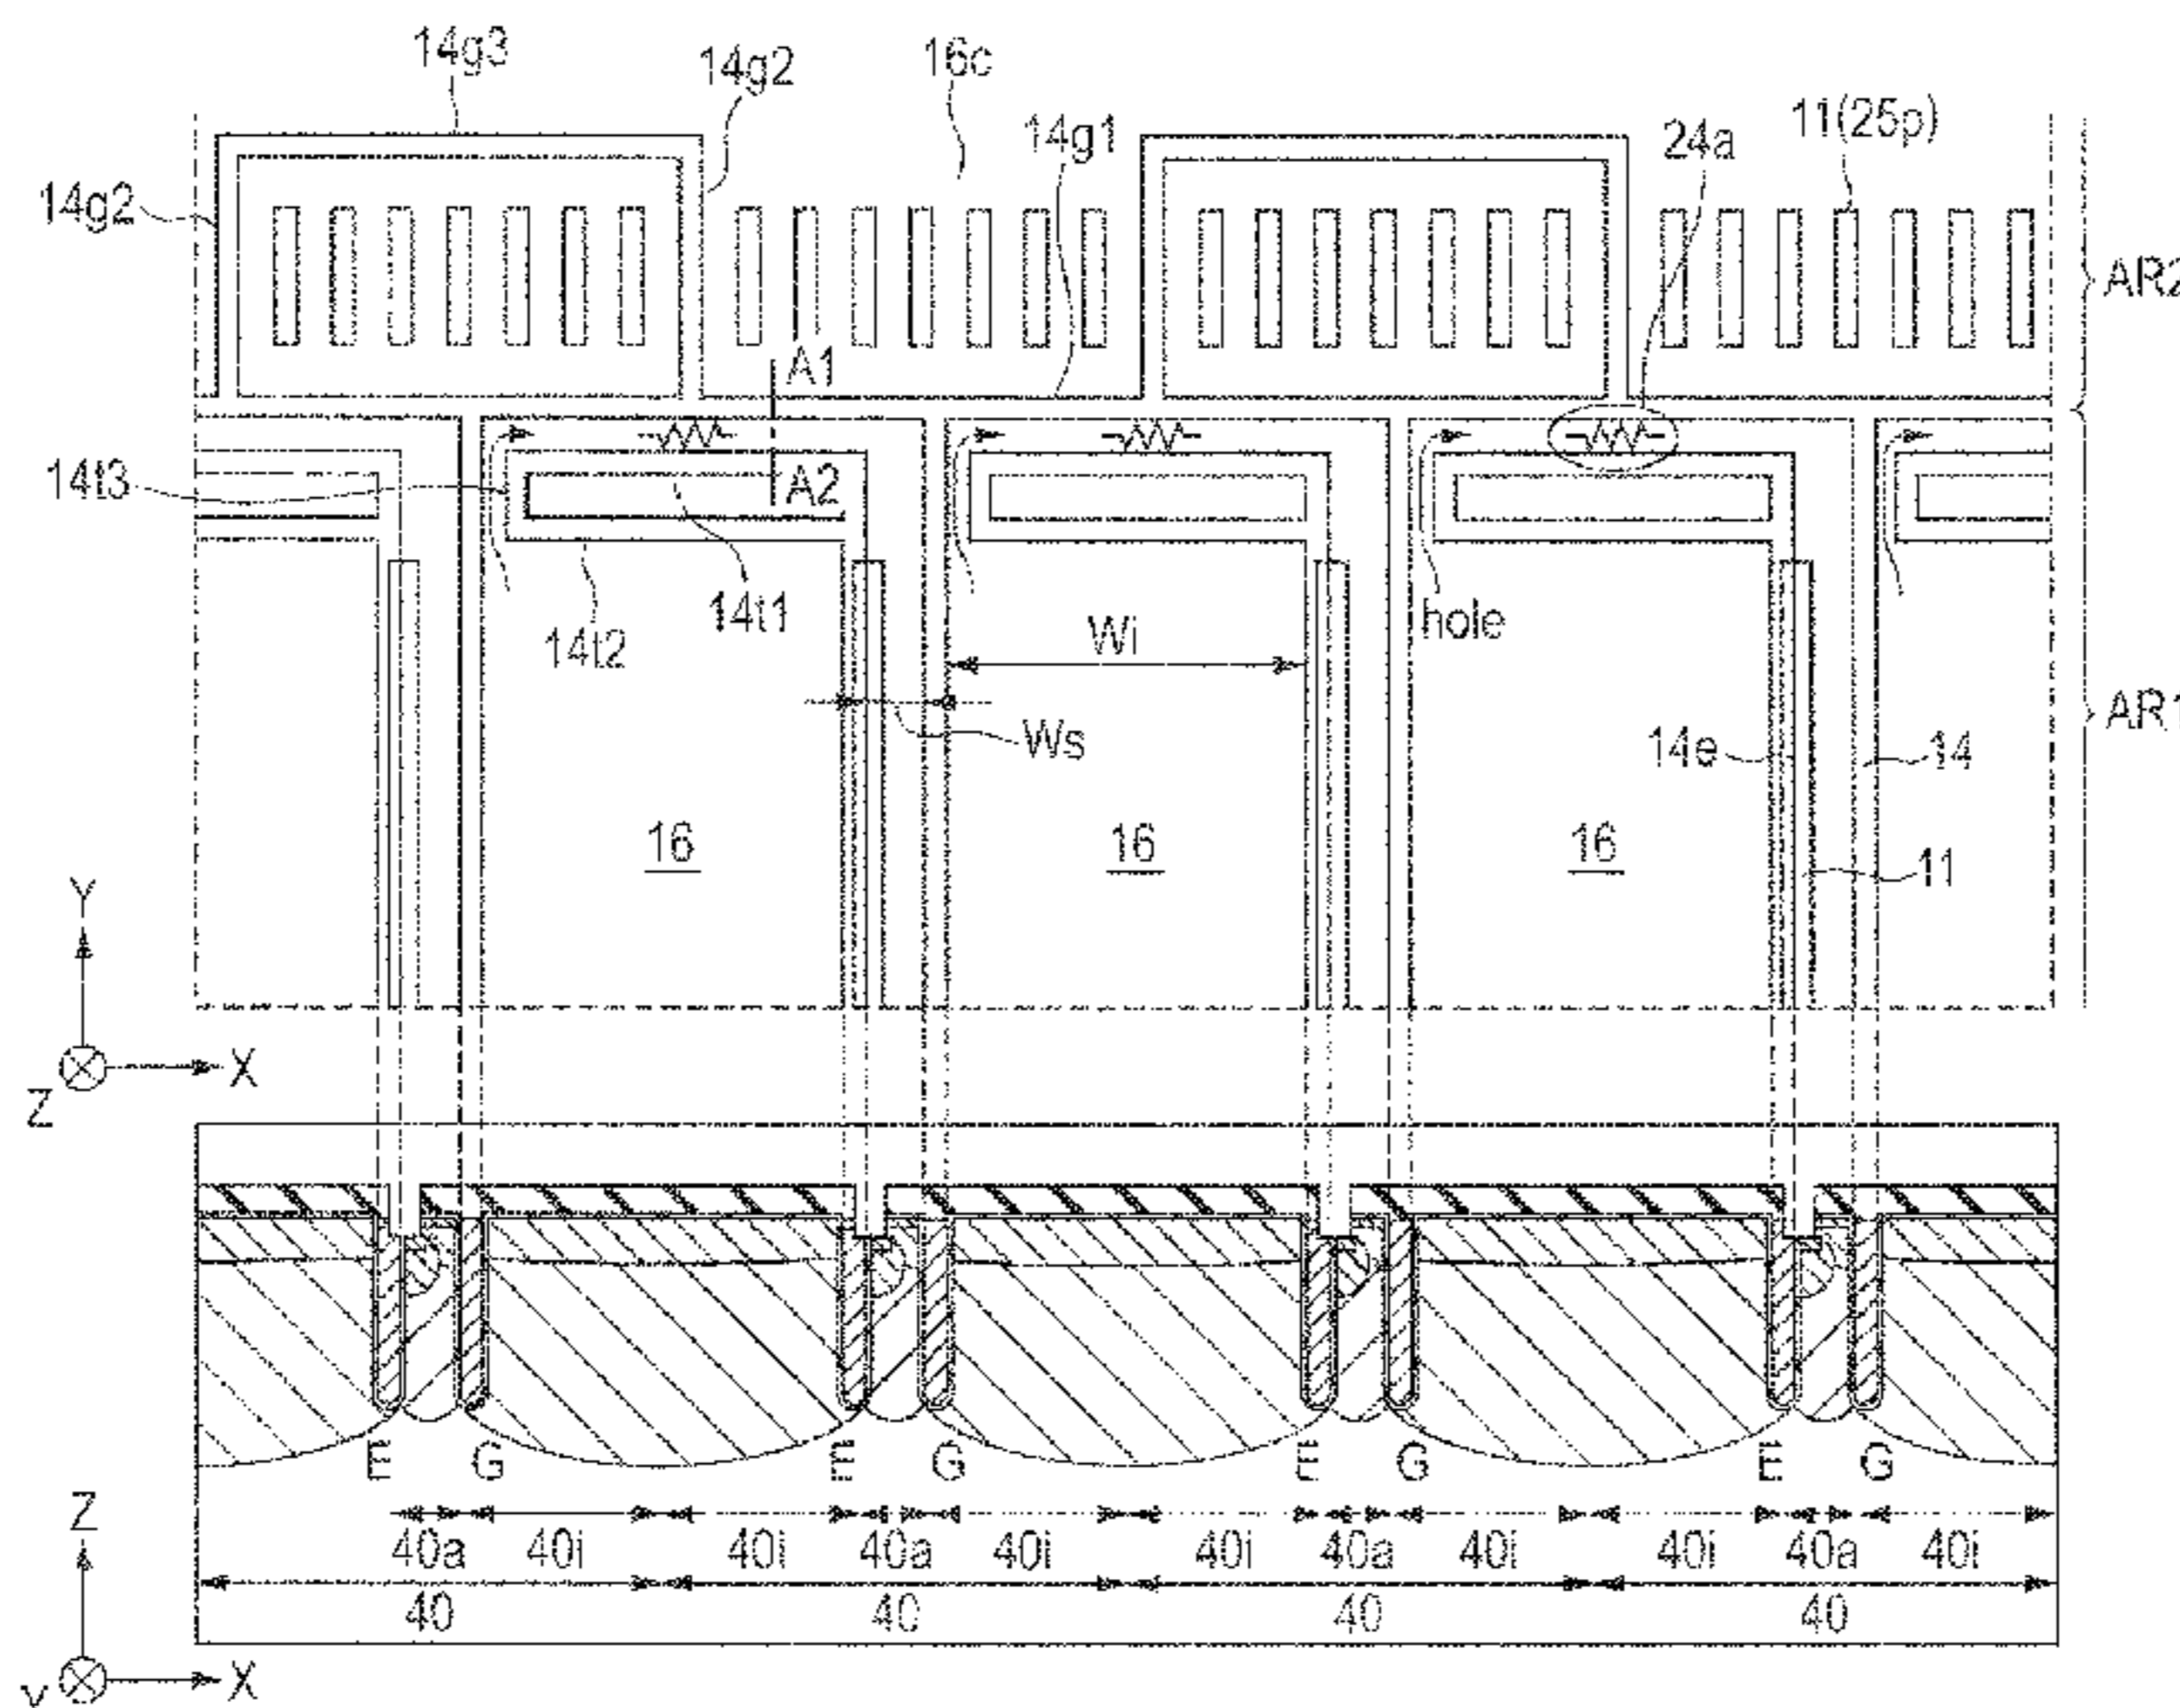 14g3
14g2
16c
14g1
24a
11(25p)
14g2
AR2
A1
14t3
A2
14t1
14t2
hole
Wi
Ws
14e
14
AR1
16
16
16
11
Y
X
Z
E G E G E G E G
40a 40i 40i 40a 40i 40i 40a 40i 40i 40a 40i
40 40 40 40
Z
X
Y